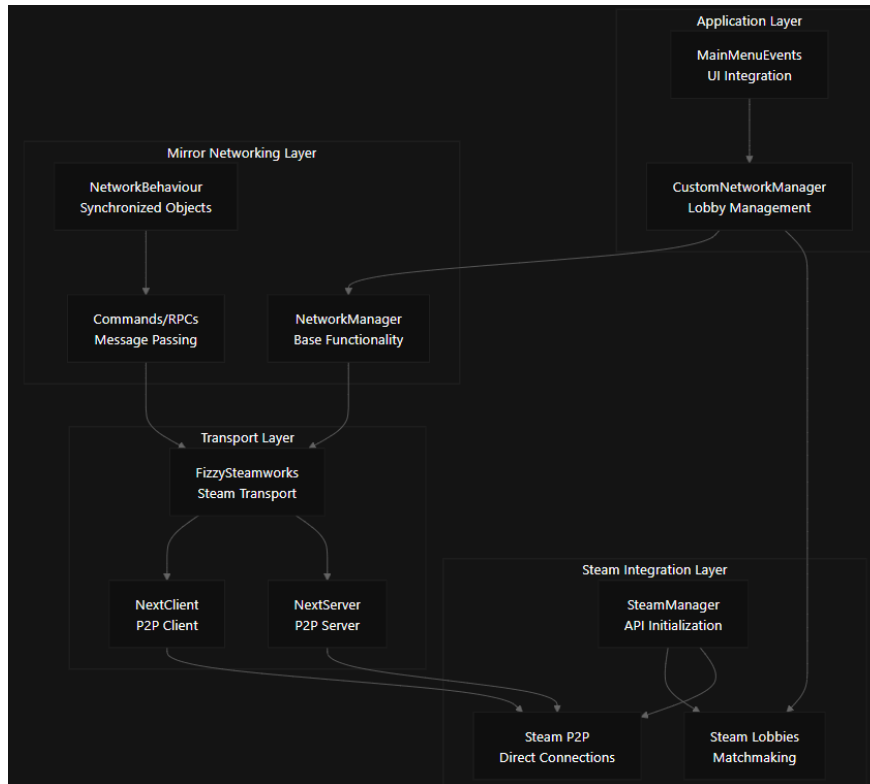 Application Layer
MainMenuEvents
UI Integration
CustomNetworkManager
Lobby Management
Mirror Networking Layer
NetworkBehaviour
Synchronized Objects
Commands/RPCs
Message Passing
NetworkManager
Base Functionality
Transport Layer
FizzySteamworks
Steam Transport
NextClient
P2P Client
NextServer
P2P Server
Steam Integration Layer
SteamManager
API Initialization
Steam P2P
Direct Connections
Steam Lobbies
Matchmaking